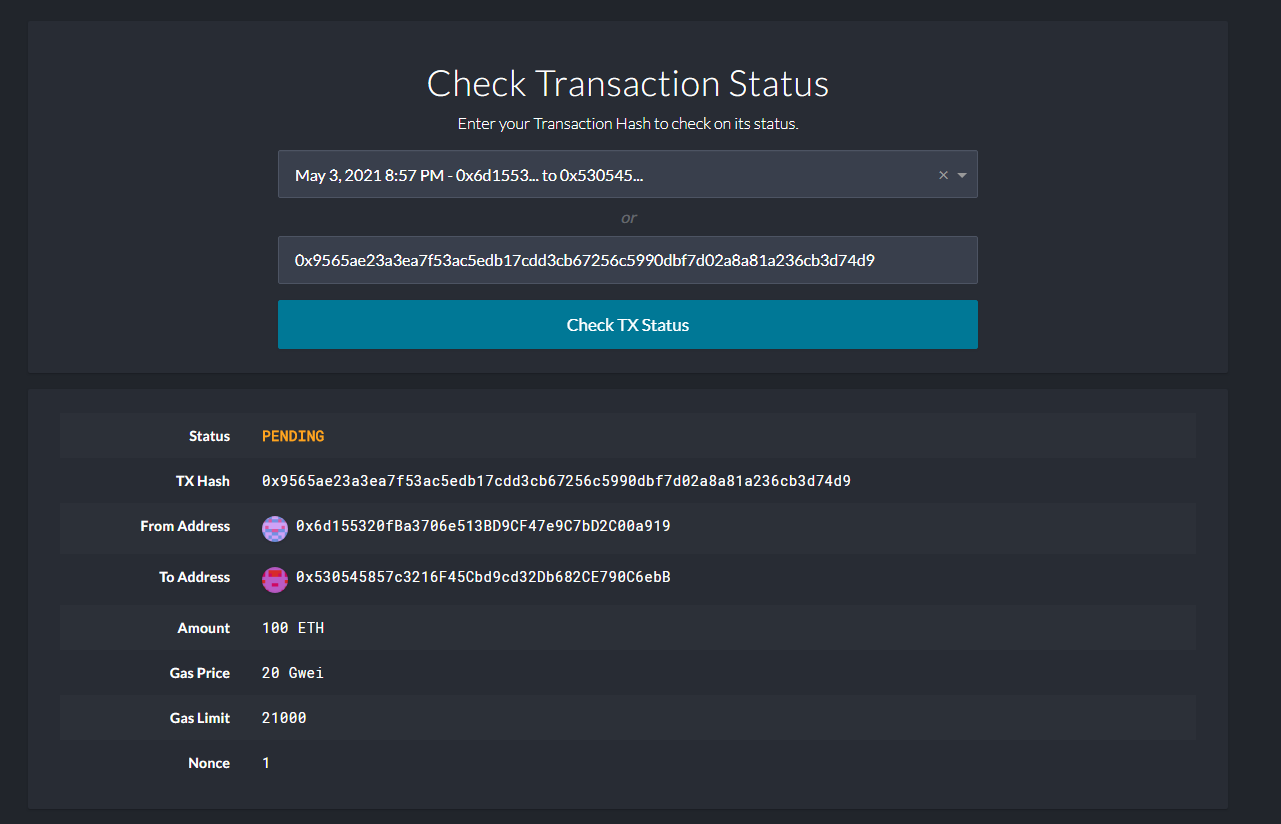 Check Transaction Status
Enter your Transaction Hash to check on its status.
May 3, 2021 8:57 PM - 0x6d1553... to 0x530545...
or
0x9565ae23a3ea7f53ac5edb17cdd3cb67256c5990dbf7d02a8a81a236cb3d74d9
Check TX Status
Status PENDING
TX Hash 0x9565ae23a3ea7f53ac5edb17cdd3cb67256c5990dbf7d02a8a81a236cb3d74d9
From Address 0x6d155320fBa3706e513BD9CF47e9C7bD2C00a919
To Address 0x530545857c3216F45Cbd9cd32Db682CE790C6ebB
Amount 100 ETH
Gas Price 20 Gwei
Gas Limit 21000
Nonce 1